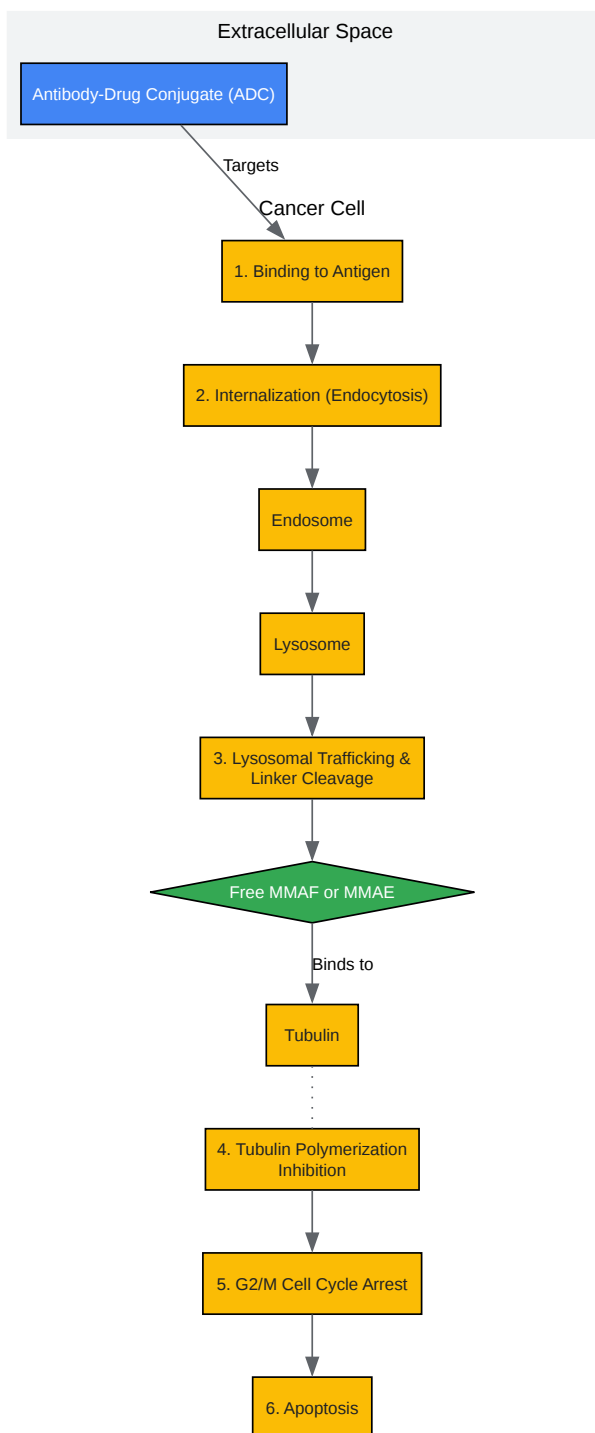 Extracellular Space
Antibody-Drug Conjugate (ADC)
Targets
Cancer Cell
1. Binding to Antigen
2. Internalization (Endocytosis)
Endosome
Lysosome
3. Lysosomal Trafficking &
Linker Cleavage
Free MMAF or MMAE
Binds to
Tubulin
4. Tubulin Polymerization
Inhibition
5. G2/M Cell Cycle Arrest
6. Apoptosis